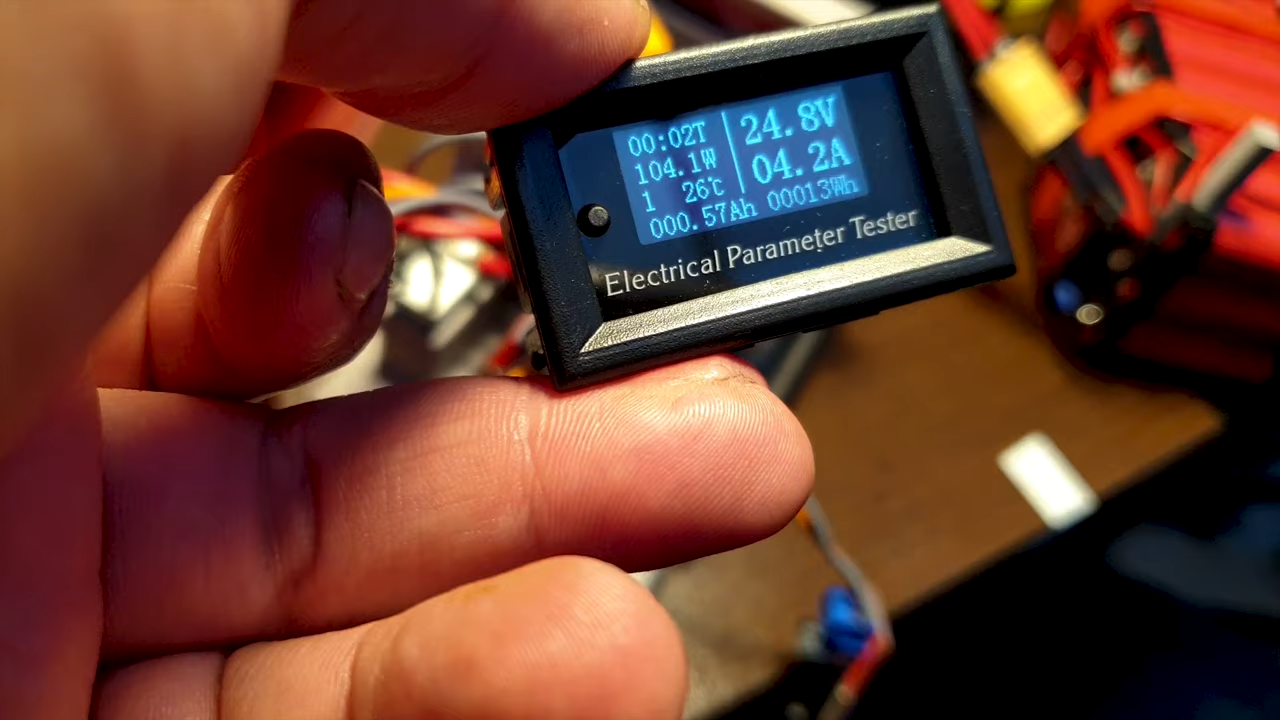 00:02T
104.1W
1 26℃
24.8V
04.2A
000.57Ah 00013Wh
Electrical Parameter Tester